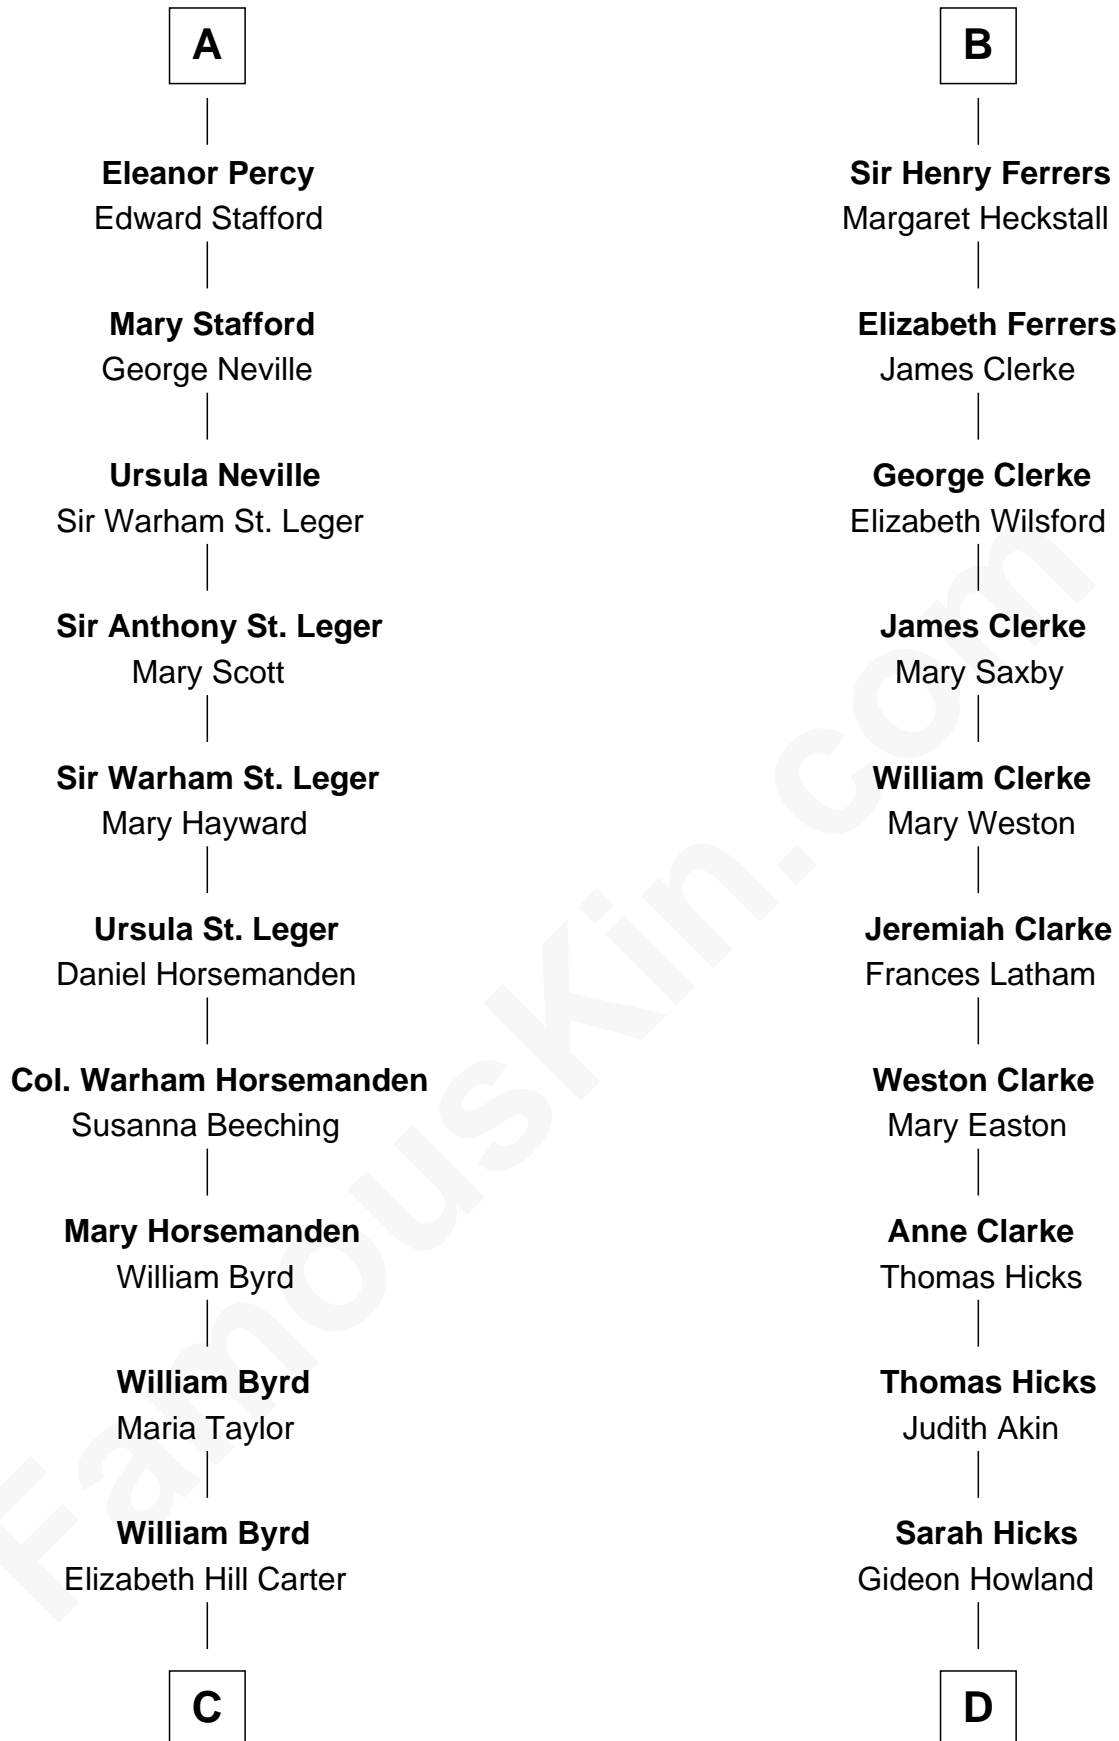 A
Eleanor Percy
Edward Stafford
Mary Stafford
George Neville
Ursula Neville
Sir Warham St. Leger
Sir Anthony St. Leger
Mary Scott
Sir Warham St. Leger
Mary Hayward
Ursula St. Leger
Daniel Horsemanden
Col. Warham Horsemanden
Susanna Beeching
Mary Horsemanden
William Byrd
William Byrd
Maria Taylor
William Byrd
Elizabeth Hill Carter
C
B
Sir Henry Ferrers
Margaret Heckstall
Elizabeth Ferrers
James Clerke
George Clerke
Elizabeth Wilsford
James Clerke
Mary Saxby
William Clerke
Mary Weston
Jeremiah Clarke
Frances Latham
Weston Clarke
Mary Easton
Anne Clarke
Thomas Hicks
Thomas Hicks
Judith Akin
Sarah Hicks
Gideon Howland
D
FamousKin.com